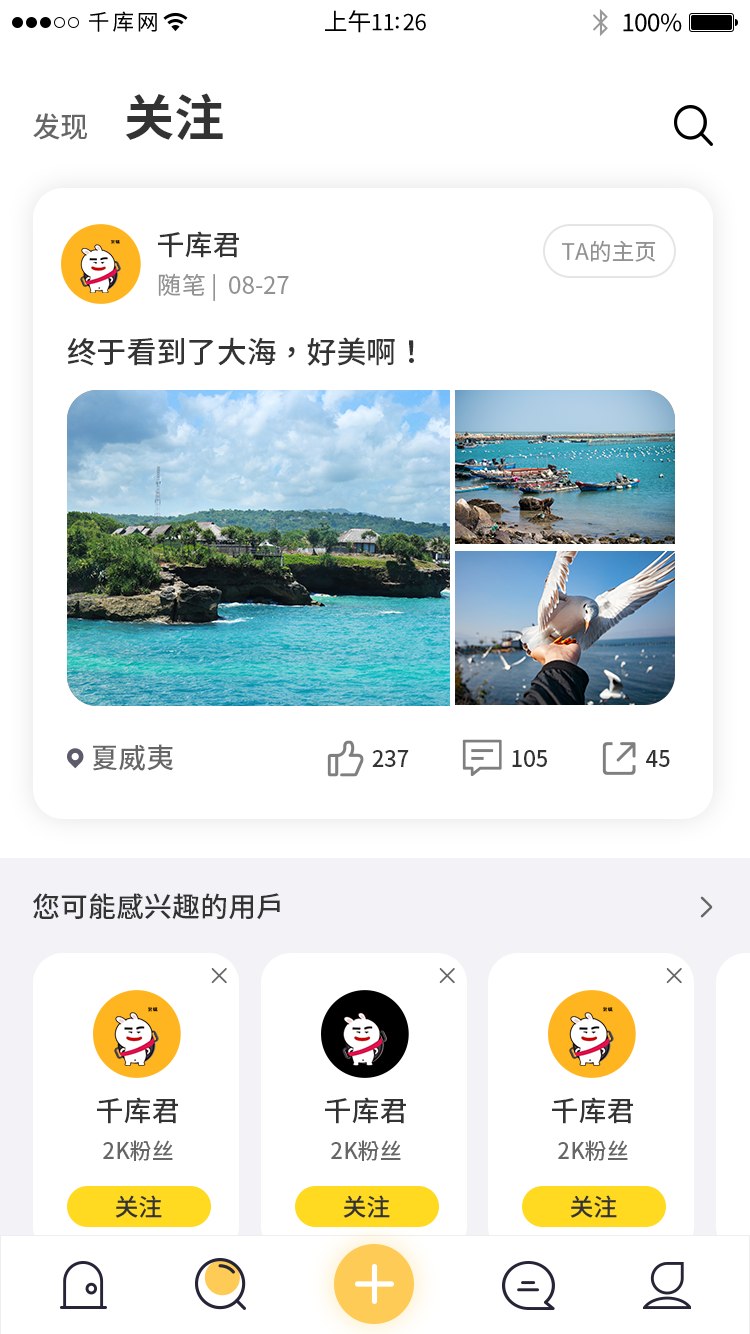 千库网 上午11:26 100%
发现 关注
千库君
TA的主页
随笔 | 08-27
终于看到了大海，好美啊！
夏威夷 237 105 45
您可能感兴趣的用戶
千库君 千库君 千库君
2K粉丝 2K粉丝 2K粉丝
关注 关注 关注